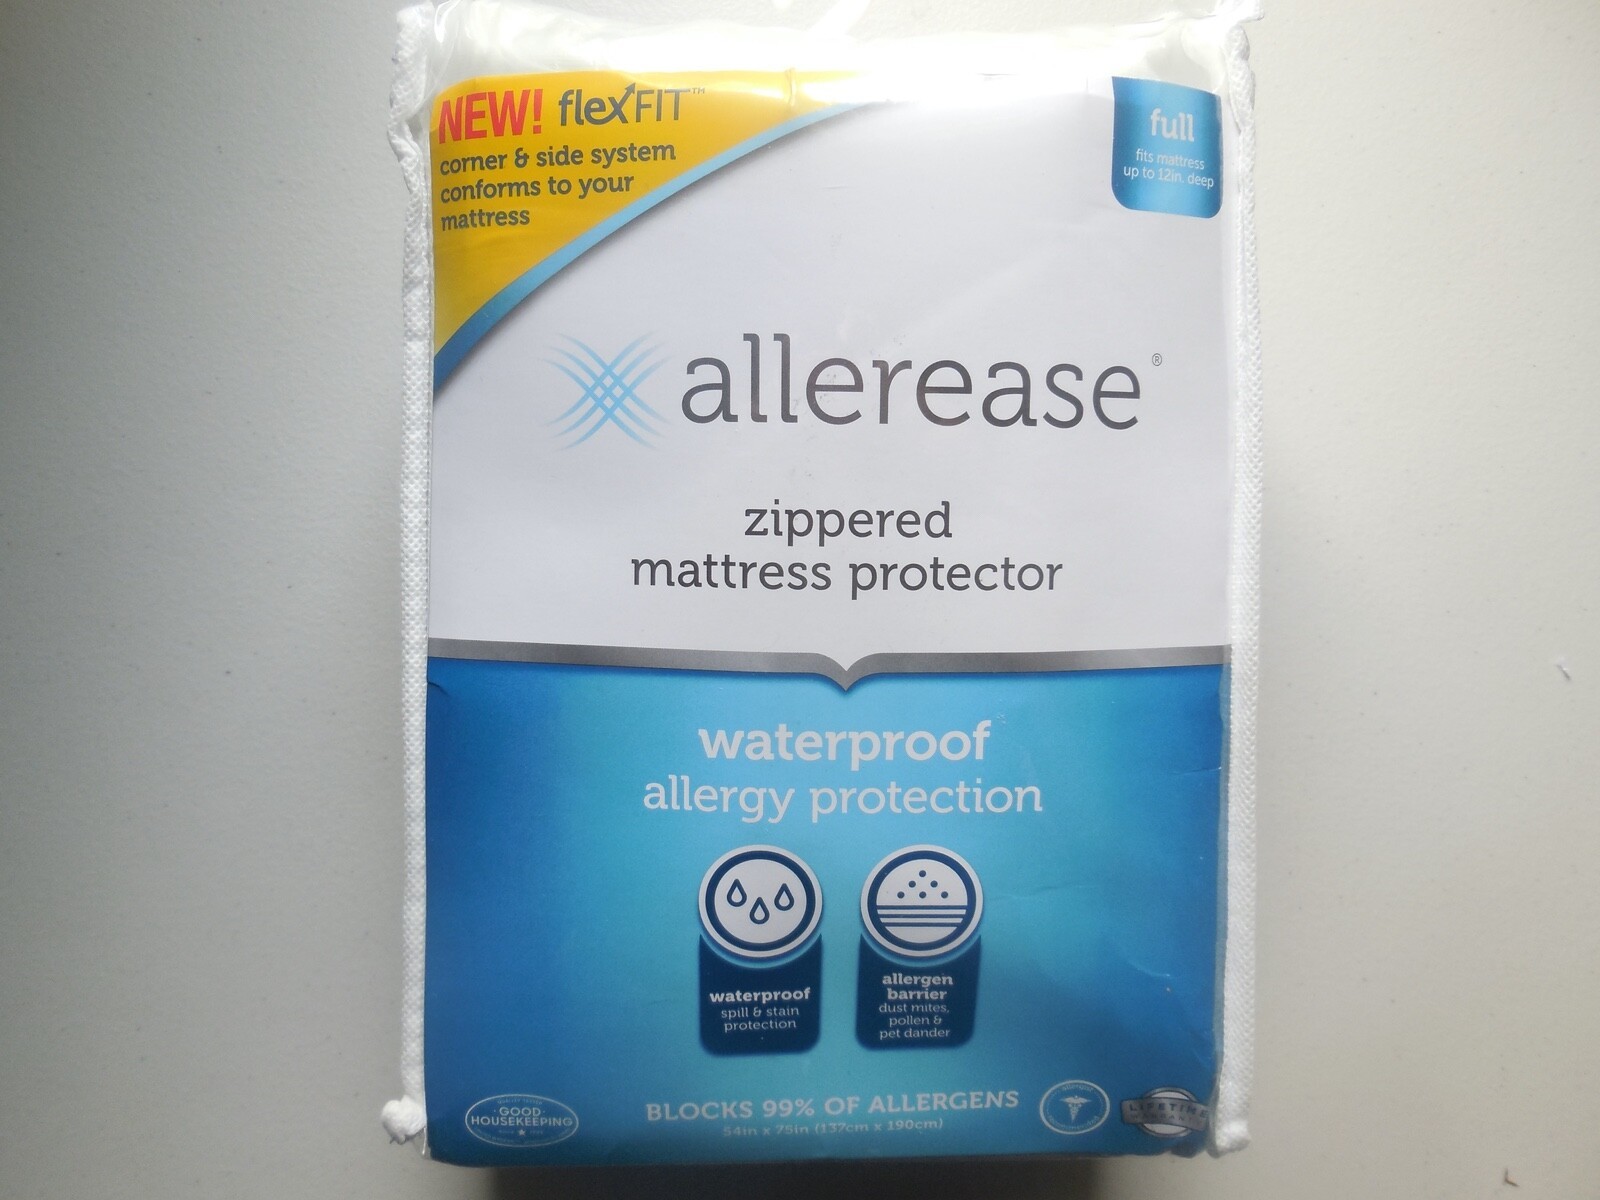 NEW! flexFIT™
corner & side system
conforms to your
mattress
full
fits mattress
up to 12in. deep
allerease®
zippered
mattress protector
waterproof
allergy protection
waterproof
spill & stain
protection
allergen
barrier
dust mites,
pollen &
pet dander
GOOD
HOUSEKEEPING
BLOCKS 99% OF ALLERGENS
54in x 75in (137cm x 190cm)
LIFETIME